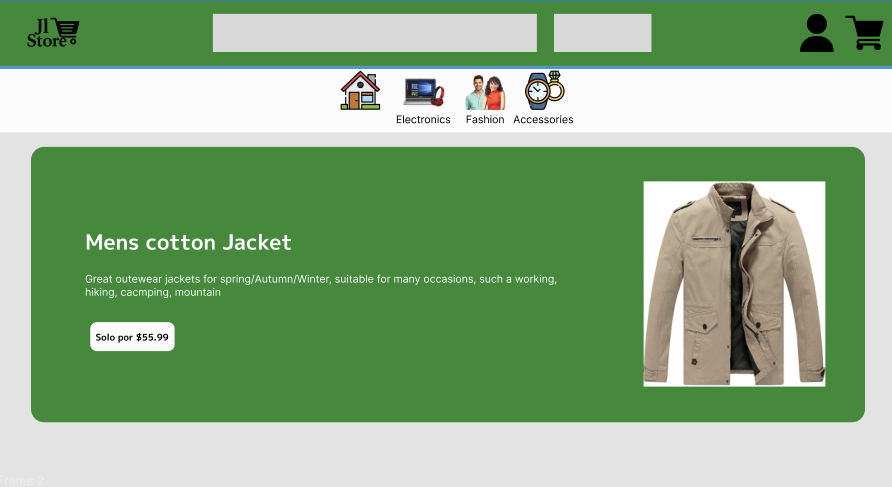 Jl
Store
Electronics
Fashion
Accessories
Mens cotton Jacket
Great outewear jackets for spring/Autumn/Winter, suitable for many occasions, such a working,
hiking, cacmping, mountain
Solo por $55.99
Frame 2